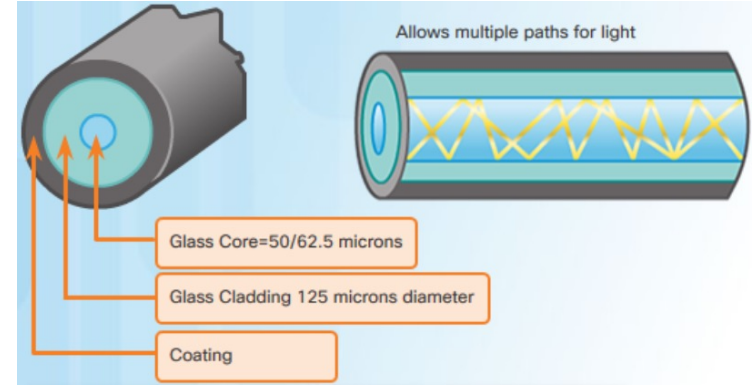 Allows multiple paths for light
Glass Core=50/62.5 microns
Glass Cladding 125 microns diameter
Coating